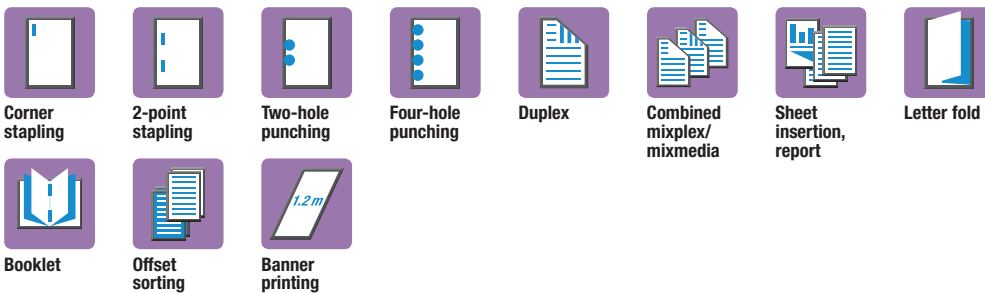 Corner
stapling
2-point
stapling
Two-hole
punching
Four-hole
punching
Duplex
Combined
mixplex/
mixmedia
Sheet
insertion,
report
Letter fold
1.2 m
Booklet
Offset
sorting
Banner
printing